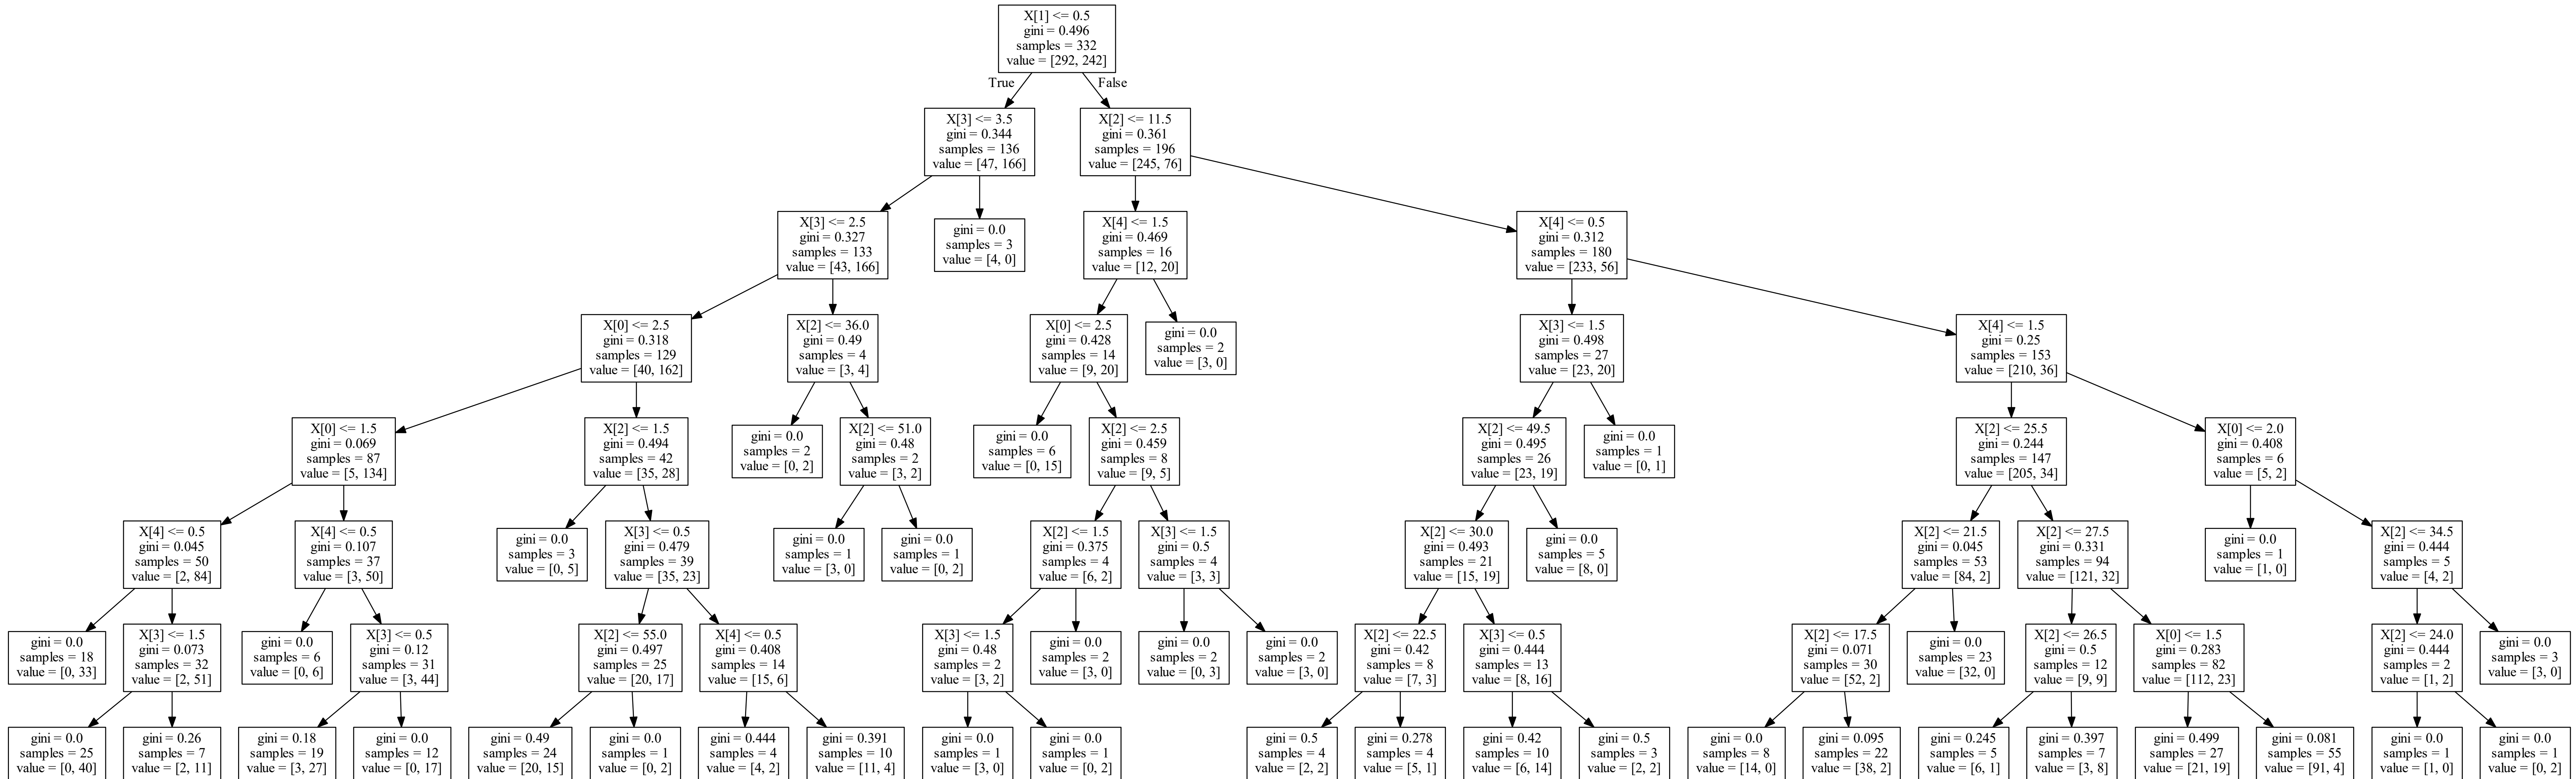 X[1] <= 0.5
gini = 0.496
samples = 332
value = [292, 242]
True
False
X[3] <= 3.5
gini = 0.344
samples = 136
value = [47, 166]
X[2] <= 11.5
gini = 0.361
samples = 196
value = [245, 76]
X[3] <= 2.5
gini = 0.327
samples = 133
value = [43, 166]
gini = 0.0
samples = 3
value = [4, 0]
X[4] <= 1.5
gini = 0.469
samples = 16
value = [12, 20]
X[4] <= 0.5
gini = 0.312
samples = 180
value = [233, 56]
X[0] <= 2.5
gini = 0.318
samples = 129
value = [40, 162]
X[2] <= 36.0
gini = 0.49
samples = 4
value = [3, 4]
X[0] <= 2.5
gini = 0.428
samples = 14
value = [9, 20]
gini = 0.0
samples = 2
value = [3, 0]
X[3] <= 1.5
gini = 0.498
samples = 27
value = [23, 20]
X[4] <= 1.5
gini = 0.25
samples = 153
value = [210, 36]
X[0] <= 1.5
gini = 0.069
samples = 87
value = [5, 134]
X[2] <= 1.5
gini = 0.494
samples = 42
value = [35, 28]
gini = 0.0
samples = 2
value = [0, 2]
X[2] <= 51.0
gini = 0.48
samples = 2
value = [3, 2]
gini = 0.0
samples = 6
value = [0, 15]
X[2] <= 2.5
gini = 0.459
samples = 8
value = [9, 5]
X[2] <= 49.5
gini = 0.495
samples = 26
value = [23, 19]
gini = 0.0
samples = 1
value = [0, 1]
X[2] <= 25.5
gini = 0.244
samples = 147
value = [205, 34]
X[0] <= 2.0
gini = 0.408
samples = 6
value = [5, 2]
X[4] <= 0.5
gini = 0.045
samples = 50
value = [2, 84]
X[4] <= 0.5
gini = 0.107
samples = 37
value = [3, 50]
gini = 0.0
samples = 3
value = [0, 5]
X[3] <= 0.5
gini = 0.479
samples = 39
value = [35, 23]
gini = 0.0
samples = 1
value = [3, 0]
gini = 0.0
samples = 1
value = [0, 2]
X[2] <= 1.5
gini = 0.375
samples = 4
value = [6, 2]
X[3] <= 1.5
gini = 0.5
samples = 4
value = [3, 3]
X[2] <= 30.0
gini = 0.493
samples = 21
value = [15, 19]
gini = 0.0
samples = 5
value = [8, 0]
X[2] <= 21.5
gini = 0.045
samples = 53
value = [84, 2]
X[2] <= 27.5
gini = 0.331
samples = 94
value = [121, 32]
gini = 0.0
samples = 1
value = [1, 0]
X[2] <= 34.5
gini = 0.444
samples = 5
value = [4, 2]
gini = 0.0
samples = 18
value = [0, 33]
X[3] <= 1.5
gini = 0.073
samples = 32
value = [2, 51]
gini = 0.0
samples = 6
value = [0, 6]
X[3] <= 0.5
gini = 0.12
samples = 31
value = [3, 44]
X[2] <= 55.0
gini = 0.497
samples = 25
value = [20, 17]
X[4] <= 0.5
gini = 0.408
samples = 14
value = [15, 6]
X[3] <= 1.5
gini = 0.48
samples = 2
value = [3, 2]
gini = 0.0
samples = 2
value = [3, 0]
gini = 0.0
samples = 2
value = [0, 3]
gini = 0.0
samples = 2
value = [3, 0]
X[2] <= 22.5
gini = 0.42
samples = 8
value = [7, 3]
X[3] <= 0.5
gini = 0.444
samples = 13
value = [8, 16]
X[2] <= 17.5
gini = 0.071
samples = 30
value = [52, 2]
gini = 0.0
samples = 23
value = [32, 0]
X[2] <= 26.5
gini = 0.5
samples = 12
value = [9, 9]
X[0] <= 1.5
gini = 0.283
samples = 82
value = [112, 23]
X[2] <= 24.0
gini = 0.444
samples = 2
value = [1, 2]
gini = 0.0
samples = 3
value = [3, 0]
gini = 0.0
samples = 25
value = [0, 40]
gini = 0.26
samples = 7
value = [2, 11]
gini = 0.18
samples = 19
value = [3, 27]
gini = 0.0
samples = 12
value = [0, 17]
gini = 0.49
samples = 24
value = [20, 15]
gini = 0.0
samples = 1
value = [0, 2]
gini = 0.444
samples = 4
value = [4, 2]
gini = 0.391
samples = 10
value = [11, 4]
gini = 0.0
samples = 1
value = [3, 0]
gini = 0.0
samples = 1
value = [0, 2]
gini = 0.5
samples = 4
value = [2, 2]
gini = 0.278
samples = 4
value = [5, 1]
gini = 0.42
samples = 10
value = [6, 14]
gini = 0.5
samples = 3
value = [2, 2]
gini = 0.0
samples = 8
value = [14, 0]
gini = 0.095
samples = 22
value = [38, 2]
gini = 0.245
samples = 5
value = [6, 1]
gini = 0.397
samples = 7
value = [3, 8]
gini = 0.499
samples = 27
value = [21, 19]
gini = 0.081
samples = 55
value = [91, 4]
gini = 0.0
samples = 1
value = [1, 0]
gini = 0.0
samples = 1
value = [0, 2]